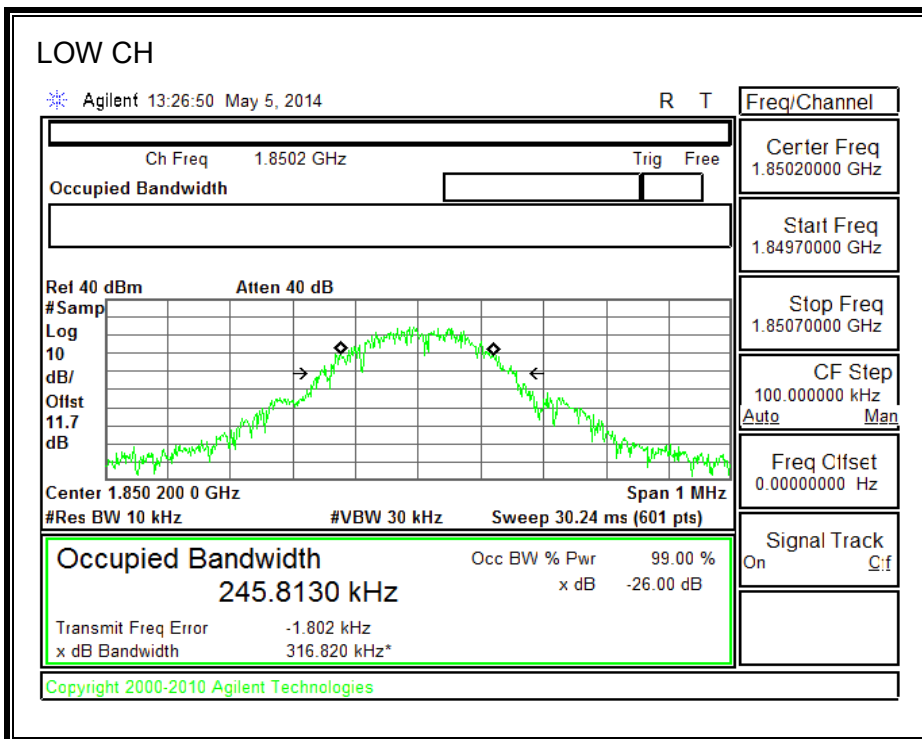 LOW CH
Agilent 13:26:50 May 5, 2014 R T
Freq/Channel
Ch Freq 1.8502 GHz Trig Free
Occupied Bandwidth
Center Freq
1.85020000 GHz
Start Freq
1.84970000 GHz
Stop Freq
1.85070000 GHz
CF Step
100.000000 kHz
Auto Man
Freq Offset
0.00000000 Hz
Signal Track
On Off
Ref 40 dBm Atten 40 dB
#Samp
Log
10
dB/
Offst
11.7
dB
Center 1.850 200 0 GHz Span 1 MHz
#Res BW 10 kHz #VBW 30 kHz Sweep 30.24 ms (601 pts)
Occupied Bandwidth Occ BW % Pwr 99.00 %
245.8130 kHz x dB -26.00 dB
Transmit Freq Error -1.802 kHz
x dB Bandwidth 316.820 kHz*
Copyright 2000-2010 Agilent Technologies